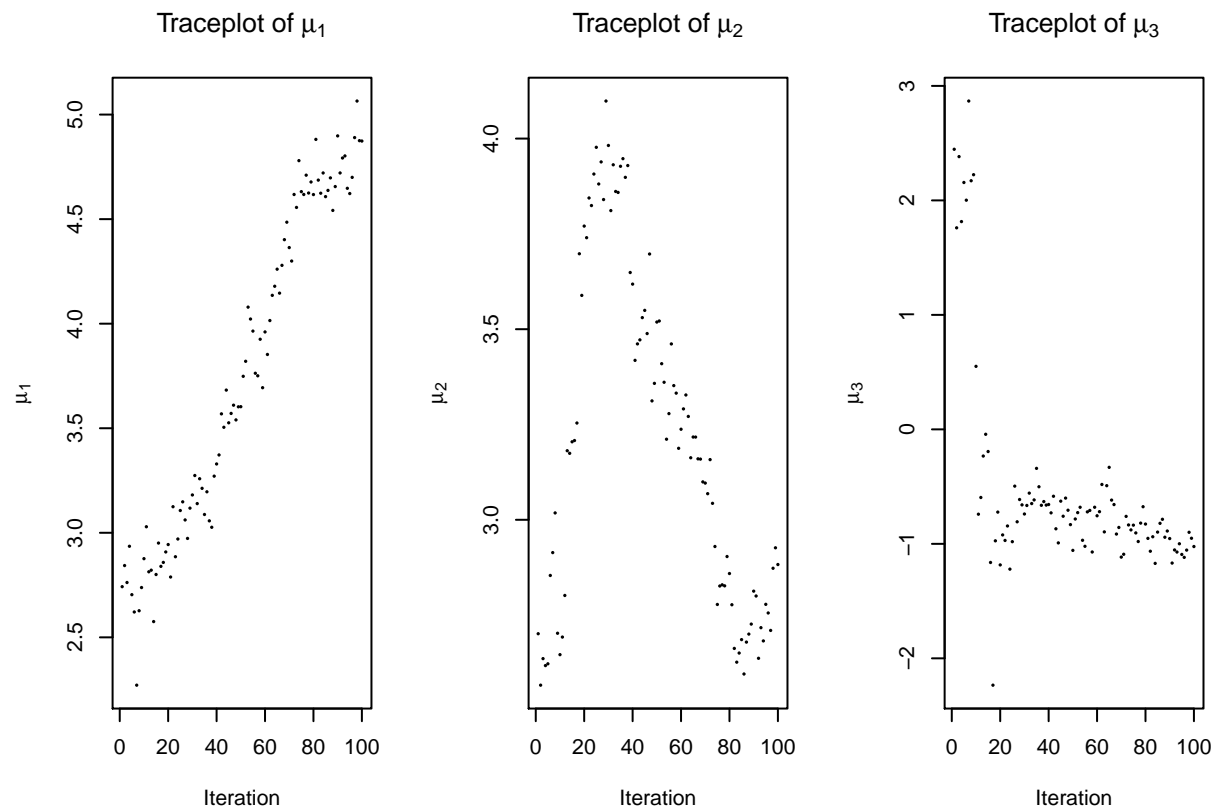 Traceplot of μ₁
5.0
4.5
4.0
3.5
3.0
2.5
μ₁
0 20 40 60 80 100
Iteration
Traceplot of μ₂
4.0
3.5
3.0
μ₂
0 20 40 60 80 100
Iteration
Traceplot of μ₃
3
2
1
0
−1
−2
μ₃
0 20 40 60 80 100
Iteration